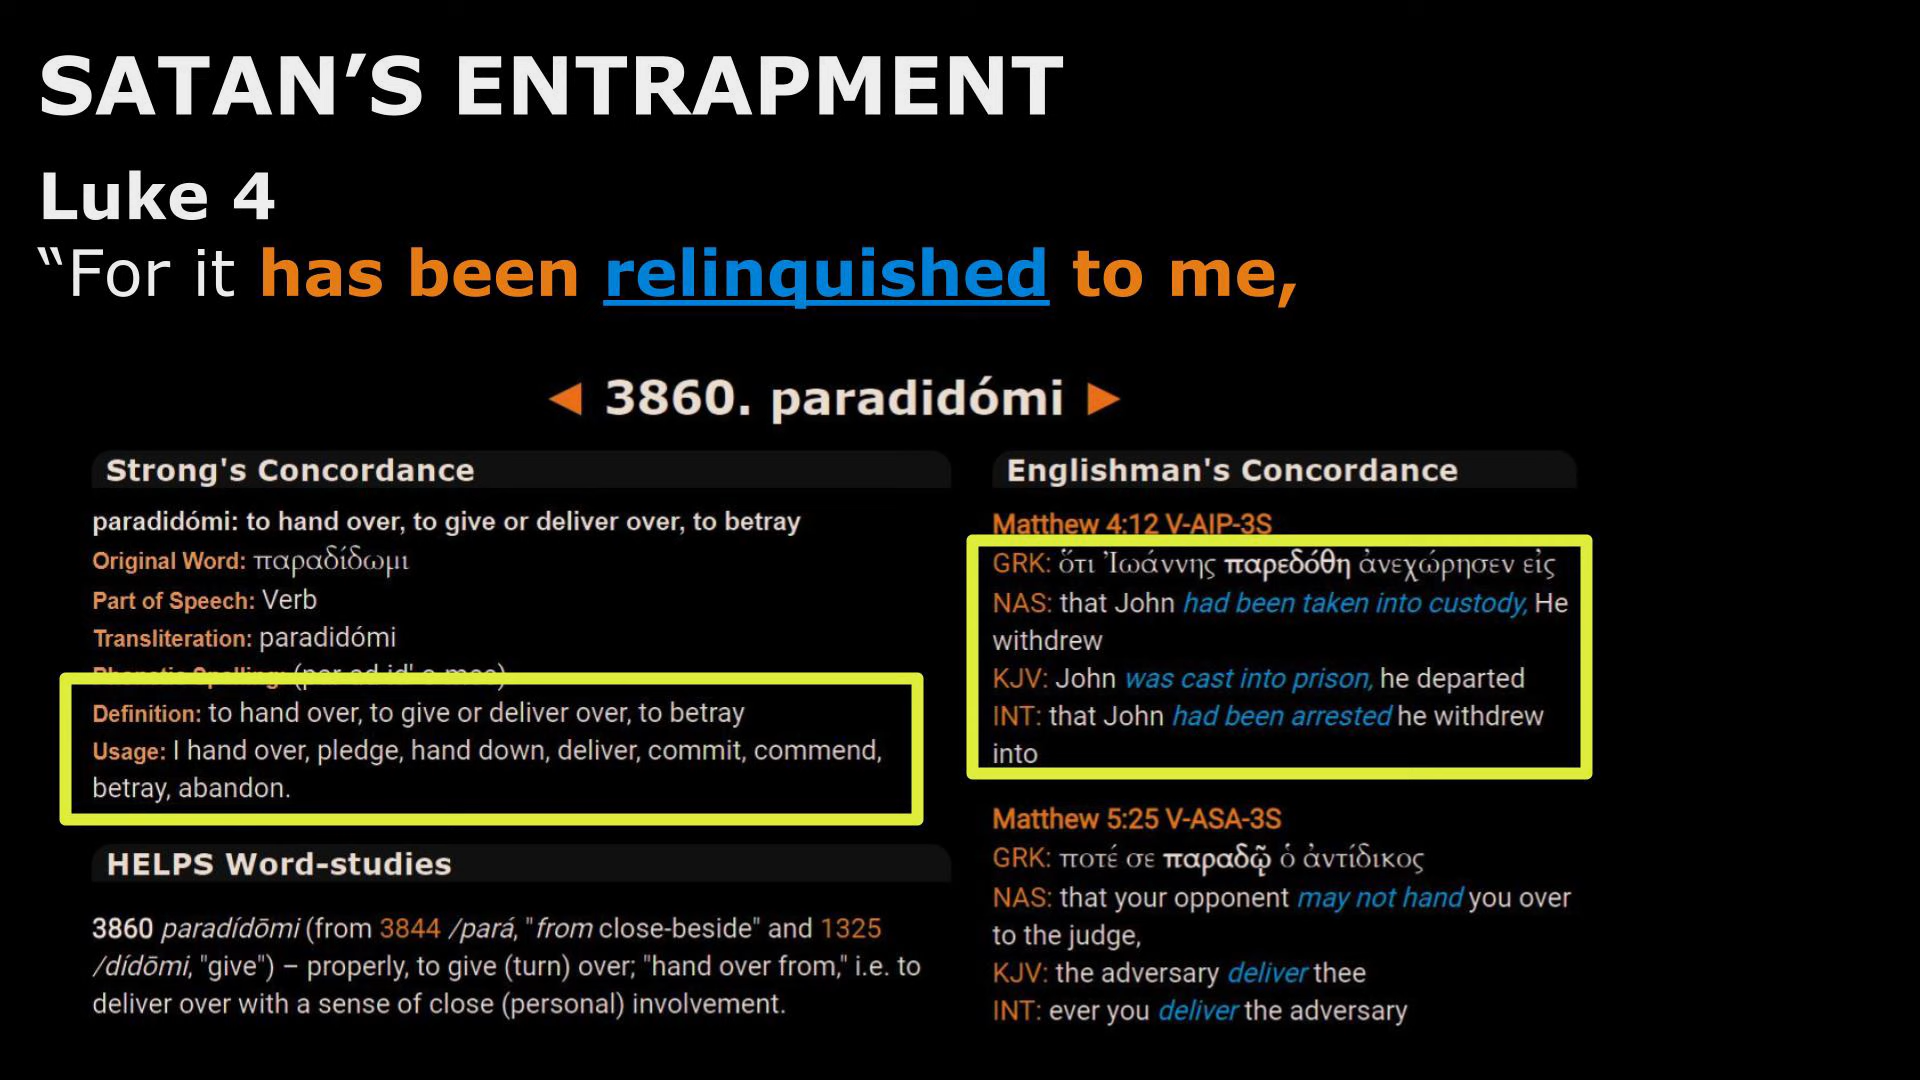 SATAN’S ENTRAPMENT
Luke 4
“For it has been relinquished to me,
◄ 3860. paradidómi ►
Strong's Concordance
paradidómi: to hand over, to give or deliver over, to betray
Original Word: παραδίδωμι
Part of Speech: Verb
Transliteration: paradidómi
Phonetic Spelling: (par-ad-id'-o-mee)
Definition: to hand over, to give or deliver over, to betray
Usage: I hand over, pledge, hand down, deliver, commit, commend,
betray, abandon.
HELPS Word-studies
3860 paradídōmi (from 3844 /pará, "from close-beside" and 1325
/dídōmi, "give") – properly, to give (turn) over; "hand over from," i.e. to
deliver over with a sense of close (personal) involvement.
Englishman's Concordance
Matthew 4:12 V-AIP-3S
GRK: ὅτι Ἰωάννης παρεδόθη ἀνεχώρησεν εἰς
NAS: that John had been taken into custody, He
withdrew
KJV: John was cast into prison, he departed
INT: that John had been arrested he withdrew
into
Matthew 5:25 V-ASA-3S
GRK: ποτέ σε παραδῷ ὁ ἀντίδικος
NAS: that your opponent may not hand you over
to the judge,
KJV: the adversary deliver thee
INT: ever you deliver the adversary